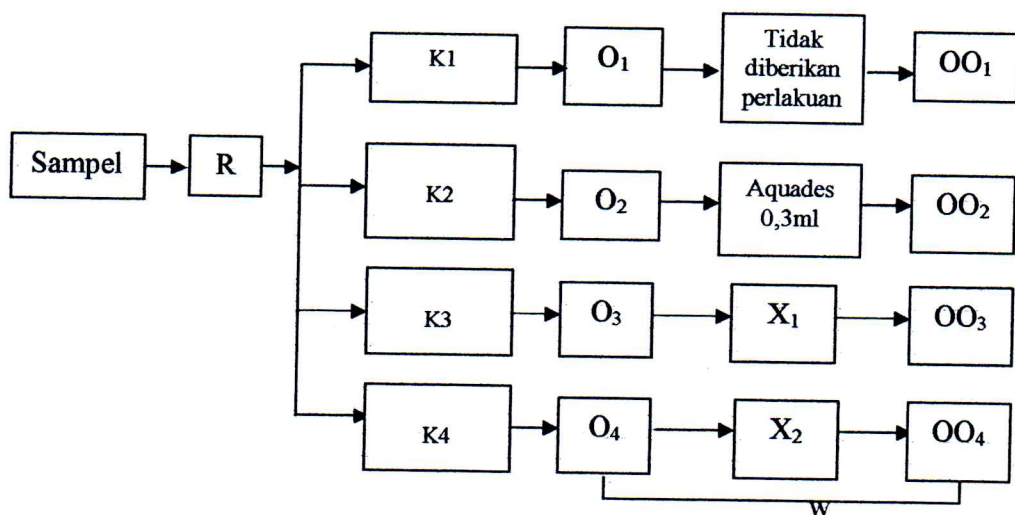 K1
O₁
Tidak
diberikan
perlakuan
OO₁
Sampel
R
K2
O₂
Aquades
0,3ml
OO₂
K3
O₃
X₁
OO₃
K4
O₄
X₂
OO₄
W